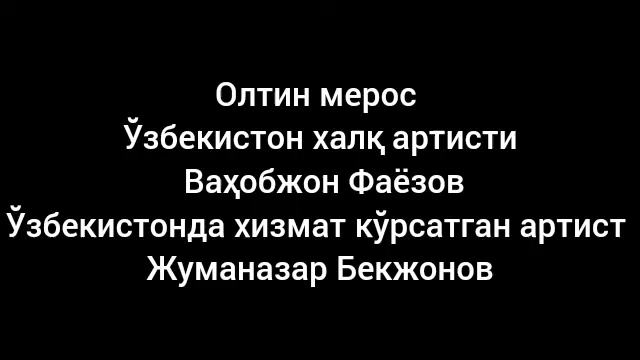 Олтин мерос
Ўзбекистон халқ артисти
Ваҳобжон Фаёзов
Ўзбекистонда хизмат кўрсатган артист
Жуманазар Бекжонов